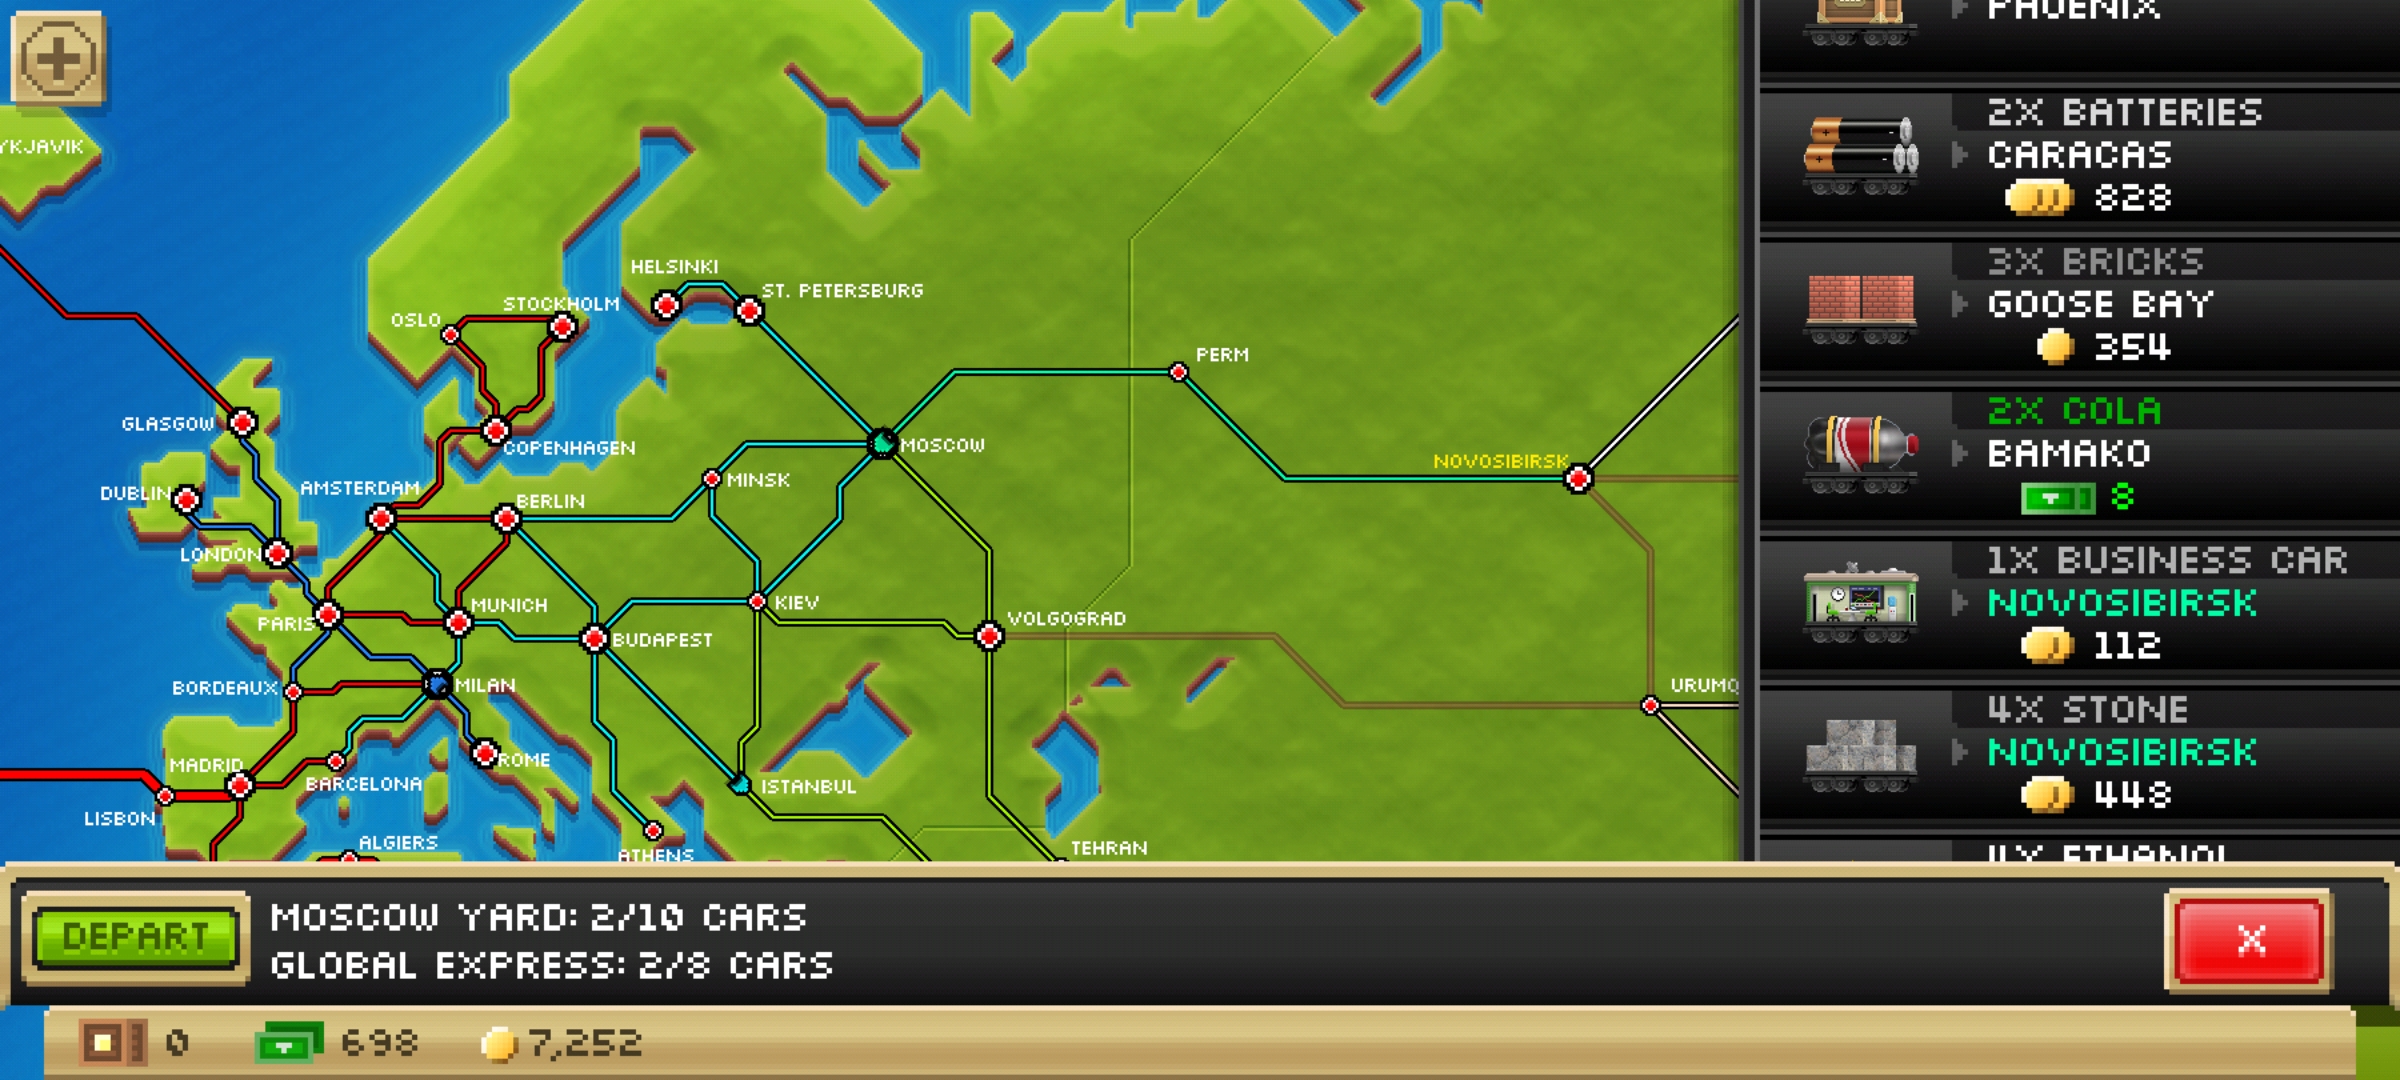 YKJAVIK
HELSINKI
ST. PETERSBURG
STOCKHOLM
OSLO
PERM
GLASGOW
COPENHAGEN
MOSCOW
NOVOSIBIRSK
MINSK
AMSTERDAM
DUBLIN
BERLIN
LONDON
MUNICH
KIEV
PARIS
VOLGOGRAD
BUDAPEST
BORDEAUX
MILAN
URUMQ
ROME
MADRID
BARCELONA
ISTANBUL
LISBON
ALGIERS
ATHENS
TEHRAN
PHOENIX
2X BATTERIES
CARACAS
828
3X BRICKS
GOOSE BAY
354
2X COLA
BAMAKO
8
1X BUSINESS CAR
NOVOSIBIRSK
112
4X STONE
NOVOSIBIRSK
448
4X ETHANOL
DEPART
MOSCOW YARD: 2/10 CARS
GLOBAL EXPRESS: 2/8 CARS
X
0
698
7,252